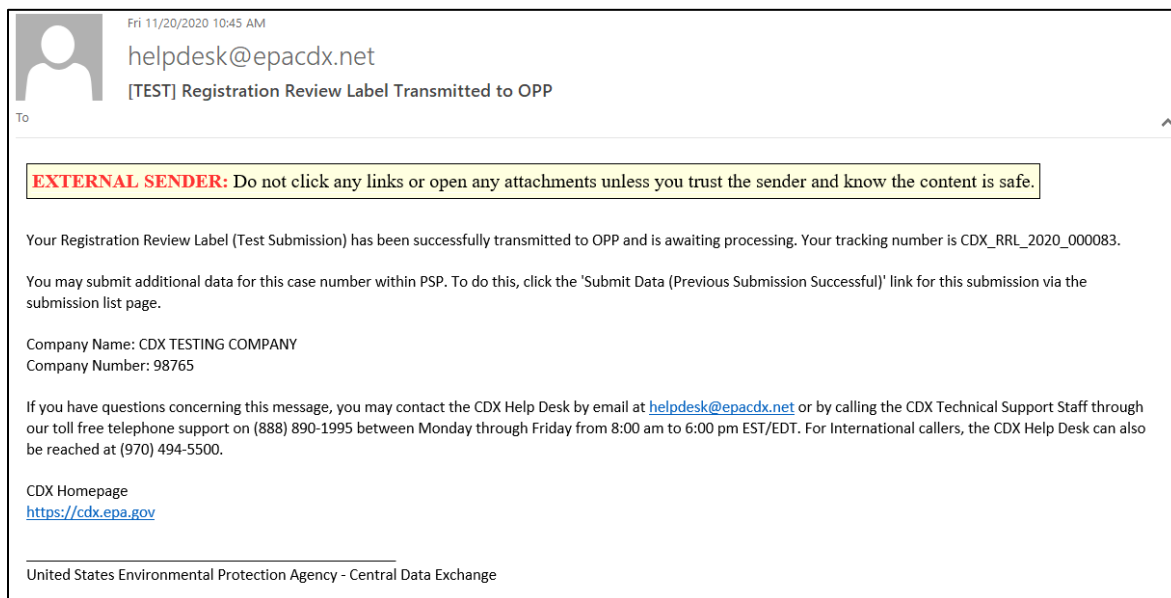 Fri 11/20/2020 10:45 AM
helpdesk@epacdx.net
[TEST] Registration Review Label Transmitted to OPP
To
EXTERNAL SENDER: Do not click any links or open any attachments unless you trust the sender and know the content is safe.
Your Registration Review Label (Test Submission) has been successfully transmitted to OPP and is awaiting processing. Your tracking number is CDX_RRL_2020_000083.
You may submit additional data for this case number within PSP. To do this, click the 'Submit Data (Previous Submission Successful)' link for this submission via the
submission list page.
Company Name: CDX TESTING COMPANY
Company Number: 98765
If you have questions concerning this message, you may contact the CDX Help Desk by email at helpdesk@epacdx.net or by calling the CDX Technical Support Staff through
our toll free telephone support on (888) 890-1995 between Monday through Friday from 8:00 am to 6:00 pm EST/EDT. For International callers, the CDX Help Desk can also
be reached at (970) 494-5500.
CDX Homepage
https://cdx.epa.gov
United States Environmental Protection Agency - Central Data Exchange